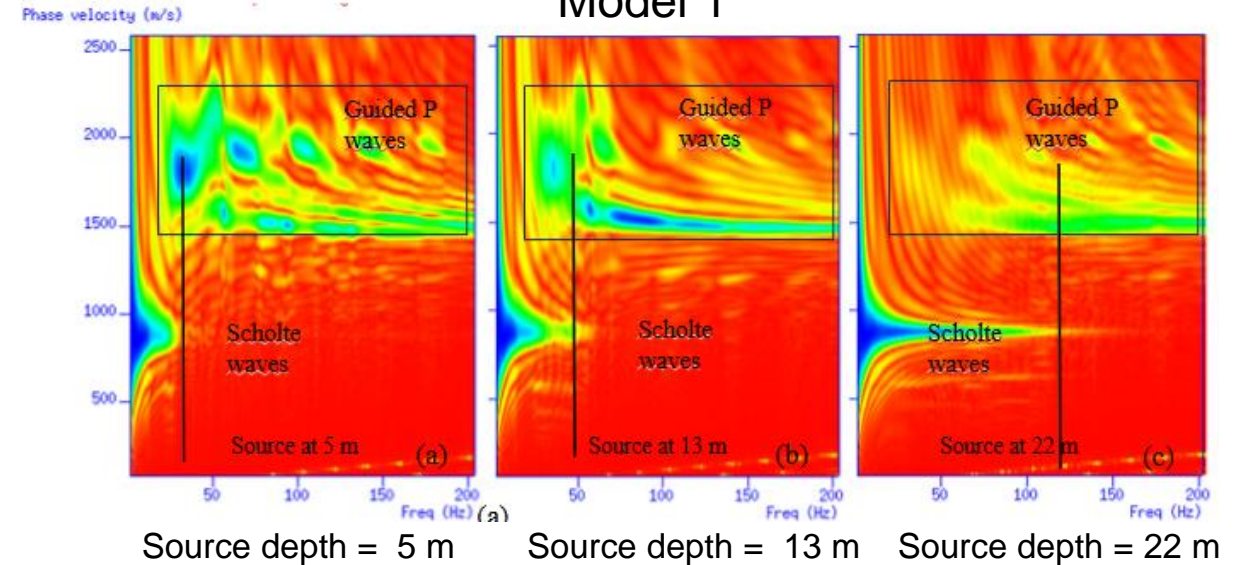 Model 1
Phase velocity (m/s)
2500
2000
1500
1000
500
Guided P
waves
Scholte
waves
Source at 5 m
(a)
50
100
150
200
Freq (Hz)
(a)
Guided P
waves
Scholte
waves
Source at 13 m
(b)
50
100
150
200
Freq (Hz)
Guided P
waves
Scholte
waves
Source at 22 m
(c)
50
100
150
200
Freq (Hz)
Source depth = 5 m
Source depth = 13 m
Source depth = 22 m